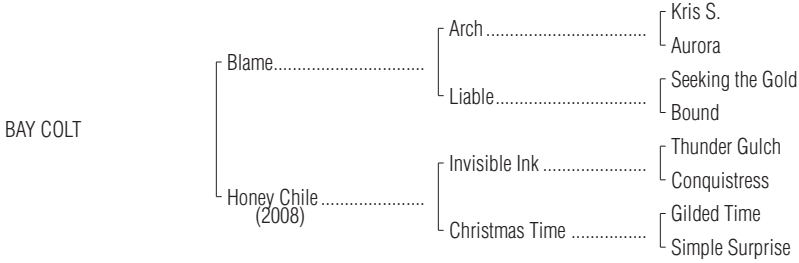 Kris S.
Arch
Aurora
Blame
Seeking the Gold
Liable
Bound
BAY COLT
Thunder Gulch
Invisible Ink
Conquistress
Honey Chile
(2008)
Gilded Time
Christmas Time
Simple Surprise